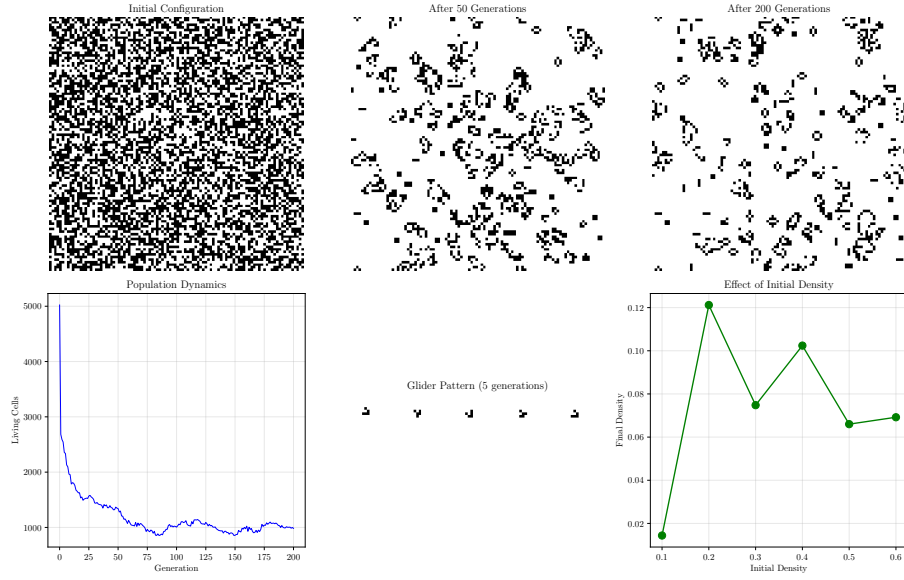 Initial Configuration
After 50 Generations
After 200 Generations
Population Dynamics
5000
4000
3000
2000
1000
Living Cells
0 25 50 75 100 125 150 175 200
Generation
Glider Pattern (5 generations)
Effect of Initial Density
0.12
0.10
0.08
0.06
0.04
0.02
Final Density
0.1 0.2 0.3 0.4 0.5 0.6
Initial Density